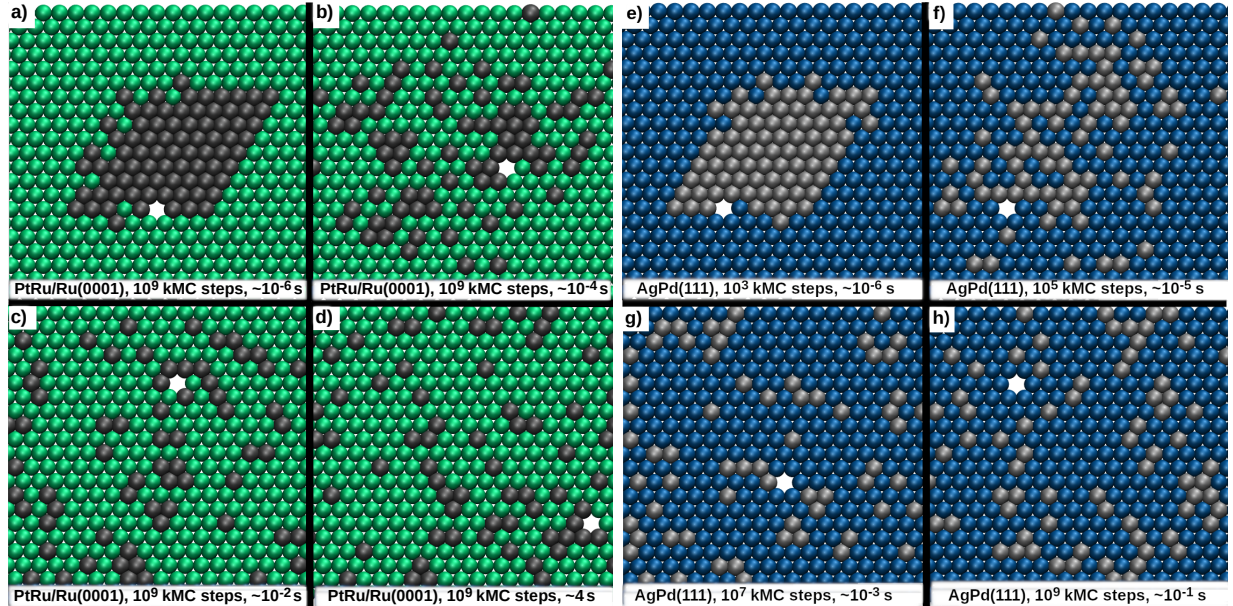 a)
b)
e)
f)
PtRu/Ru(0001), 10⁹ kMC steps, ~10⁻⁶ s
PtRu/Ru(0001), 10⁹ kMC steps, ~10⁻⁴ s
AgPd(111), 10³ kMC steps, ~10⁻⁶ s
AgPd(111), 10⁵ kMC steps, ~10⁻⁵ s
c)
d)
g)
h)
PtRu/Ru(0001), 10⁹ kMC steps, ~10⁻² s
PtRu/Ru(0001), 10⁹ kMC steps, ~4 s
AgPd(111), 10⁷ kMC steps, ~10⁻³ s
AgPd(111), 10⁹ kMC steps, ~10⁻¹ s